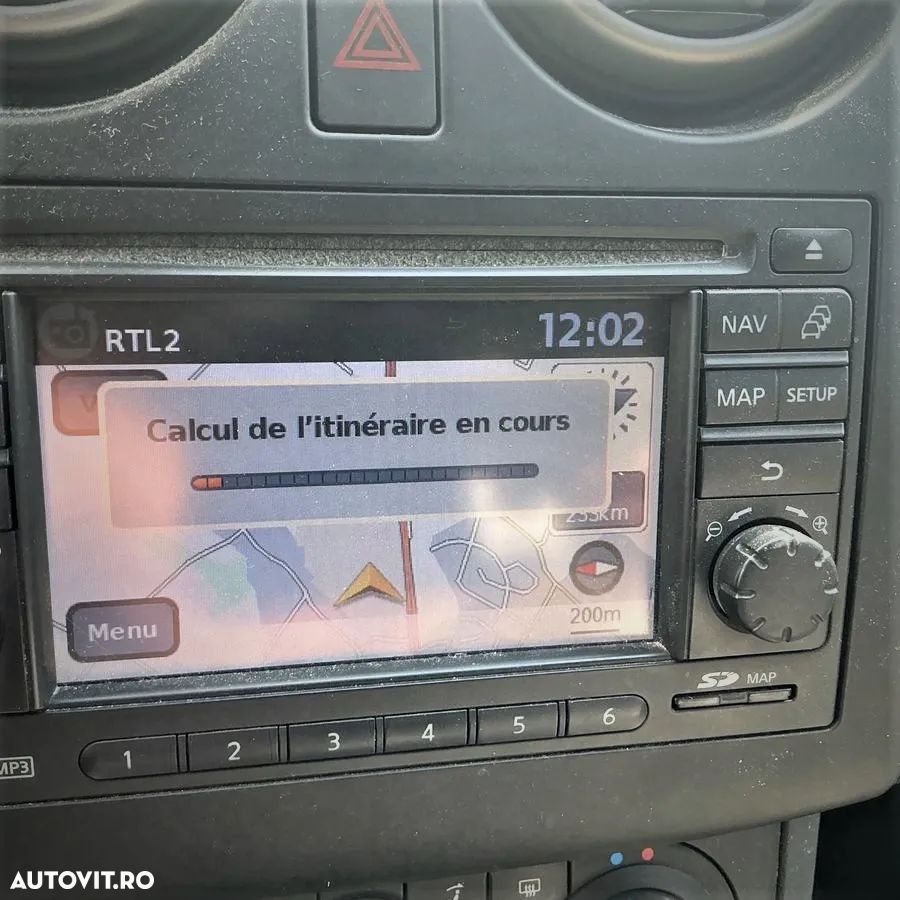 RTL2
12:02
NAV
MAP
SETUP
Calcul de l'itinéraire en cours
200m
Menu
SD MAP
1
2
3
4
5
6
MP3
AUTOVIT.RO